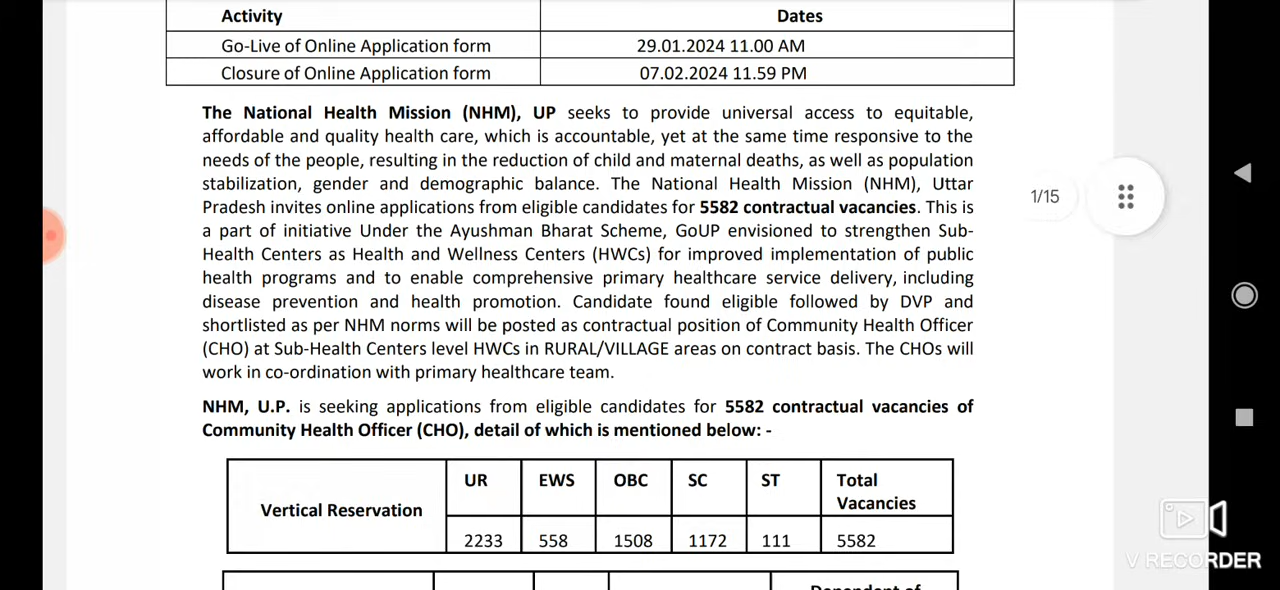 Activity Dates
Go-Live of Online Application form 29.01.2024 11.00 AM
Closure of Online Application form 07.02.2024 11.59 PM
The National Health Mission (NHM), UP seeks to provide universal access to equitable,
affordable and quality health care, which is accountable, yet at the same time responsive to the
needs of the people, resulting in the reduction of child and maternal deaths, as well as population
stabilization, gender and demographic balance. The National Health Mission (NHM), Uttar
Pradesh invites online applications from eligible candidates for 5582 contractual vacancies. This is
a part of initiative Under the Ayushman Bharat Scheme, GoUP envisioned to strengthen Sub-
Health Centers as Health and Wellness Centers (HWCs) for improved implementation of public
health programs and to enable comprehensive primary healthcare service delivery, including
disease prevention and health promotion. Candidate found eligible followed by DVP and
shortlisted as per NHM norms will be posted as contractual position of Community Health Officer
(CHO) at Sub-Health Centers level HWCs in RURAL/VILLAGE areas on contract basis. The CHOs will
work in co-ordination with primary healthcare team.
1/15
NHM, U.P. is seeking applications from eligible candidates for 5582 contractual vacancies of
Community Health Officer (CHO), detail of which is mentioned below: -
Vertical Reservation UR EWS OBC SC ST Total
Vacancies
2233 558 1508 1172 111 5582
Dependent of
V RECORDER